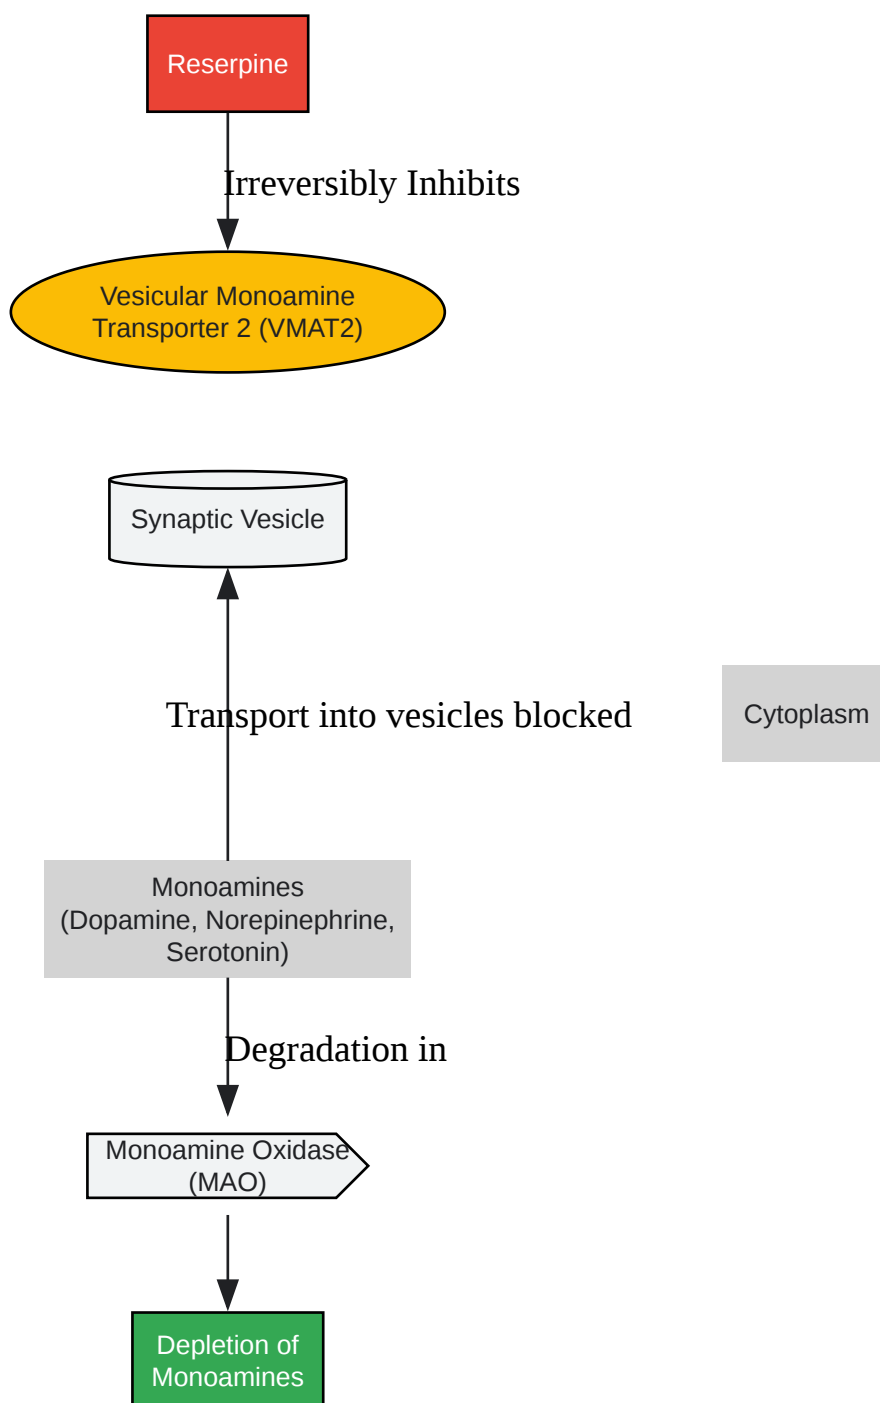 Reserpine
Irreversibly Inhibits
Vesicular Monoamine
Transporter 2 (VMAT2)
Synaptic Vesicle
Transport into vesicles blocked
Cytoplasm
Monoamines
(Dopamine, Norepinephrine,
Serotonin)
Degradation in
Monoamine Oxidase
(MAO)
Depletion of
Monoamines